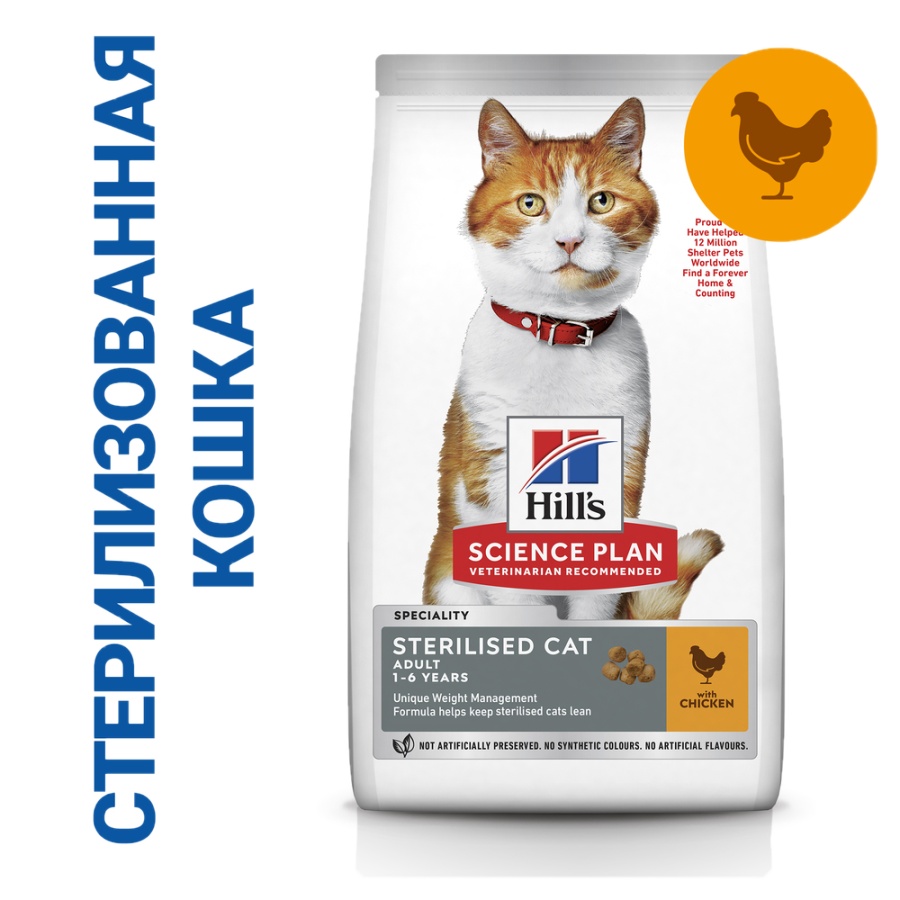 СТЕРИЛИЗОВАННАЯ
КОШКА
Proud
Have Helped
12 Million
Shelter Pets
Worldwide
Find a Forever
Home &
Counting
Hill's
SCIENCE PLAN
VETERINARIAN RECOMMENDED
SPECIALITY
STERILISED CAT
ADULT
1-6 YEARS
Unique Weight Management
Formula helps keep sterilised cats lean
with
CHICKEN
NOT ARTIFICIALLY PRESERVED. NO SYNTHETIC COLOURS. NO ARTIFICIAL FLAVOURS.